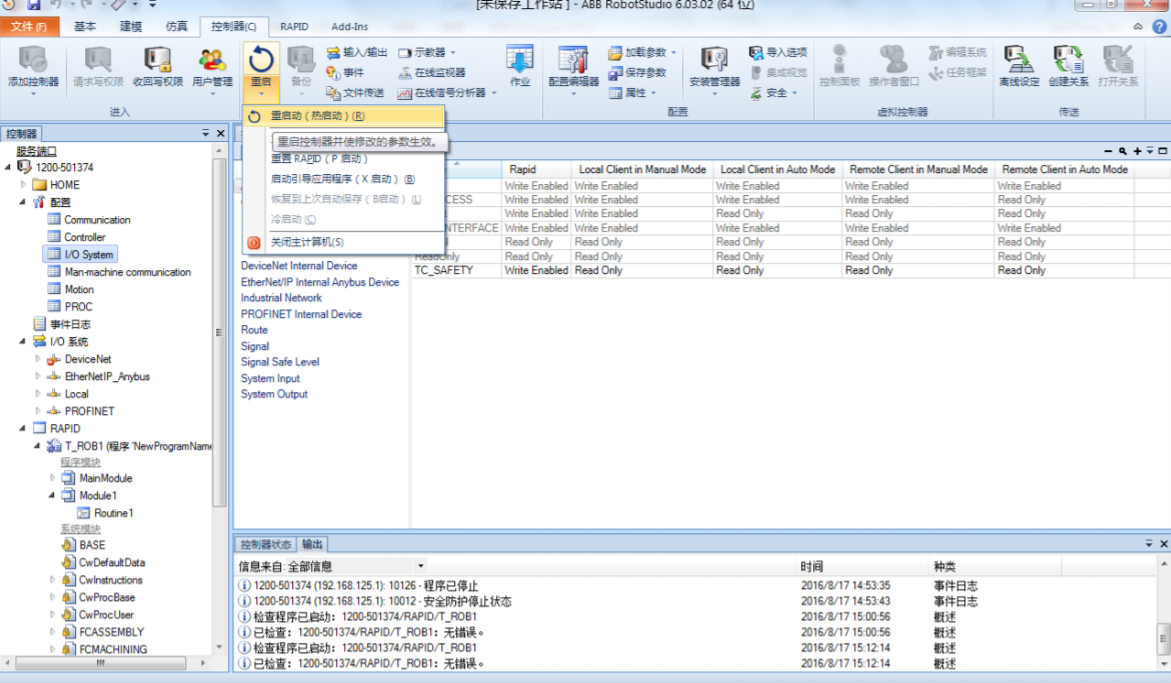 [未保存工作站] - ABB RobotStudio 6.03.02 (64 位)
文件(F) 基本 建模 仿真 控制器(C) RAPID Add-Ins
添加控制器 请求写权限 收回写权限 用户管理 重启 备份 输入/输出 事件 文件传送 示教器 在线监视器 在线信号分析器 作业 配置编辑器 加载参数 保存参数 属性 安装管理器 导入选项 集成视觉 安全 控制面板 操作者窗口 编辑系统 任务框架 离线设定 创建关系 打开关系
进入 配置 虚拟控制器 传送
重启动（热启动）(R)
重启控制器并使修改的参数生效。
重置 RAPID（P 启动）
启动引导应用程序（X 启动）(B)
恢复到上次自动保存（B启动）(L)
冷启动(C)
关闭主计算机(S)
控制器
服务端口
1200-501374
HOME
配置
Communication
Controller
I/O System
Man-machine communication
Motion
PROC
事件日志
I/O 系统
DeviceNet
EtherNetIP_Anybus
Local
PROFINET
RAPID
T_ROB1 (程序 'NewProgramName
程序模块
MainModule
Module1
Routine1
系统模块
BASE
CwDefaultData
CwInstructions
CwProcBase
CwProcUser
FCASSEMBLY
FCMACHINING
DeviceNet Internal Device
EtherNet/IP Internal Anybus Device
Industrial Network
PROFINET Internal Device
Route
Signal
Signal Safe Level
System Input
System Output
Rapid Local Client in Manual Mode Local Client in Auto Mode Remote Client in Manual Mode Remote Client in Auto Mode
Write Enabled Write Enabled Write Enabled Write Enabled Read Only
CESS Write Enabled Write Enabled Write Enabled Write Enabled Read Only
Write Enabled Write Enabled Read Only Read Only Read Only
NTERFACE Write Enabled Write Enabled Write Enabled Write Enabled Read Only
Read Only Read Only Read Only Read Only Read Only
ReadOnly Read Only Read Only Read Only Read Only Read Only
TC_SAFETY Write Enabled Read Only Read Only Read Only Read Only
控制器状态 输出
信息来自: 全部信息 时间 种类
1200-501374 (192.168.125.1): 10126 - 程序已停止 2016/8/17 14:53:35 事件日志
1200-501374 (192.168.125.1): 10012 - 安全防护停止状态 2016/8/17 14:53:43 事件日志
检查程序已启动: 1200-501374/RAPID/T_ROB1 2016/8/17 15:00:56 概述
已检查: 1200-501374/RAPID/T_ROB1: 无错误。 2016/8/17 15:00:56 概述
检查程序已启动: 1200-501374/RAPID/T_ROB1 2016/8/17 15:12:14 概述
已检查: 1200-501374/RAPID/T_ROB1: 无错误。 2016/8/17 15:12:14 概述